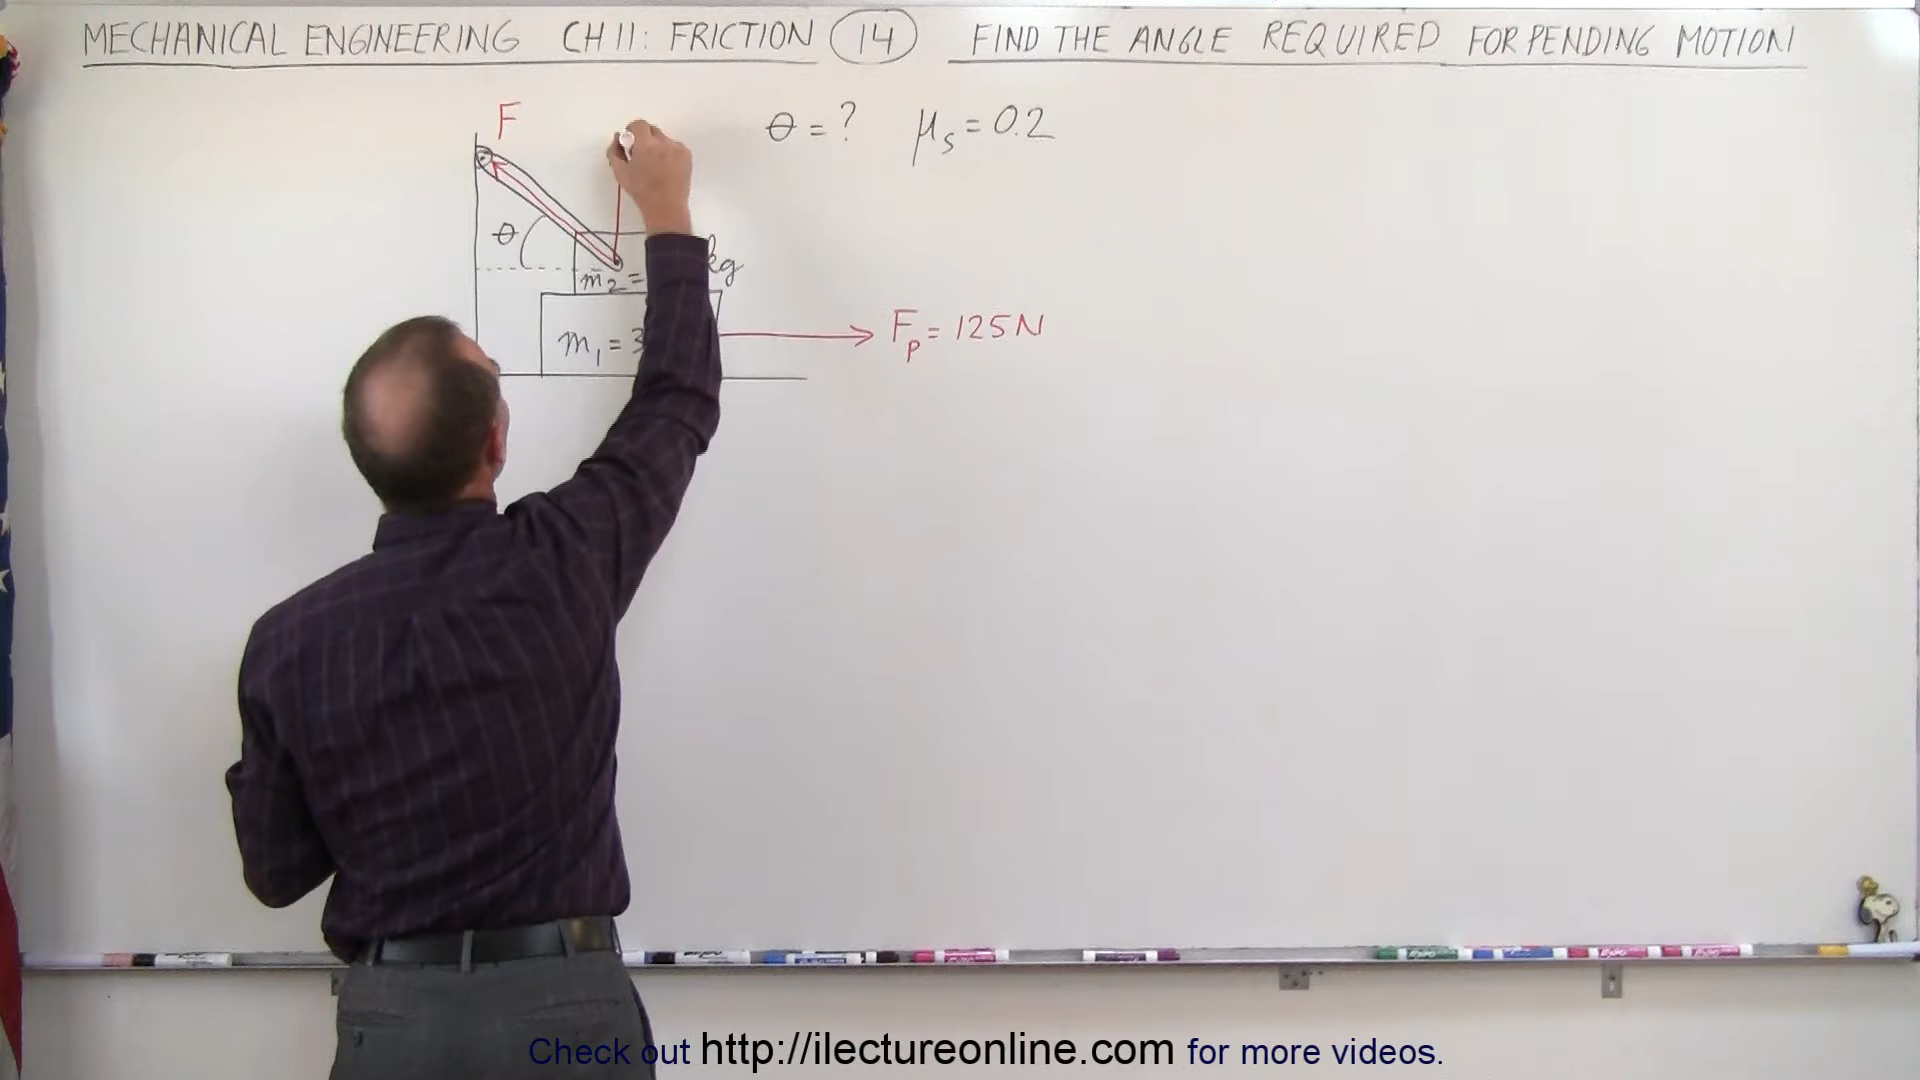 MECHANICAL ENGINEERING CH 11: FRICTION 14 FIND THE ANGLE REQUIRED FOR PENDING MOTION
F
θ = ? μs = 0.2
θ
m2 = kg
m1 = 3
Fp = 125 N
Check out http://ilectureonline.com for more videos.